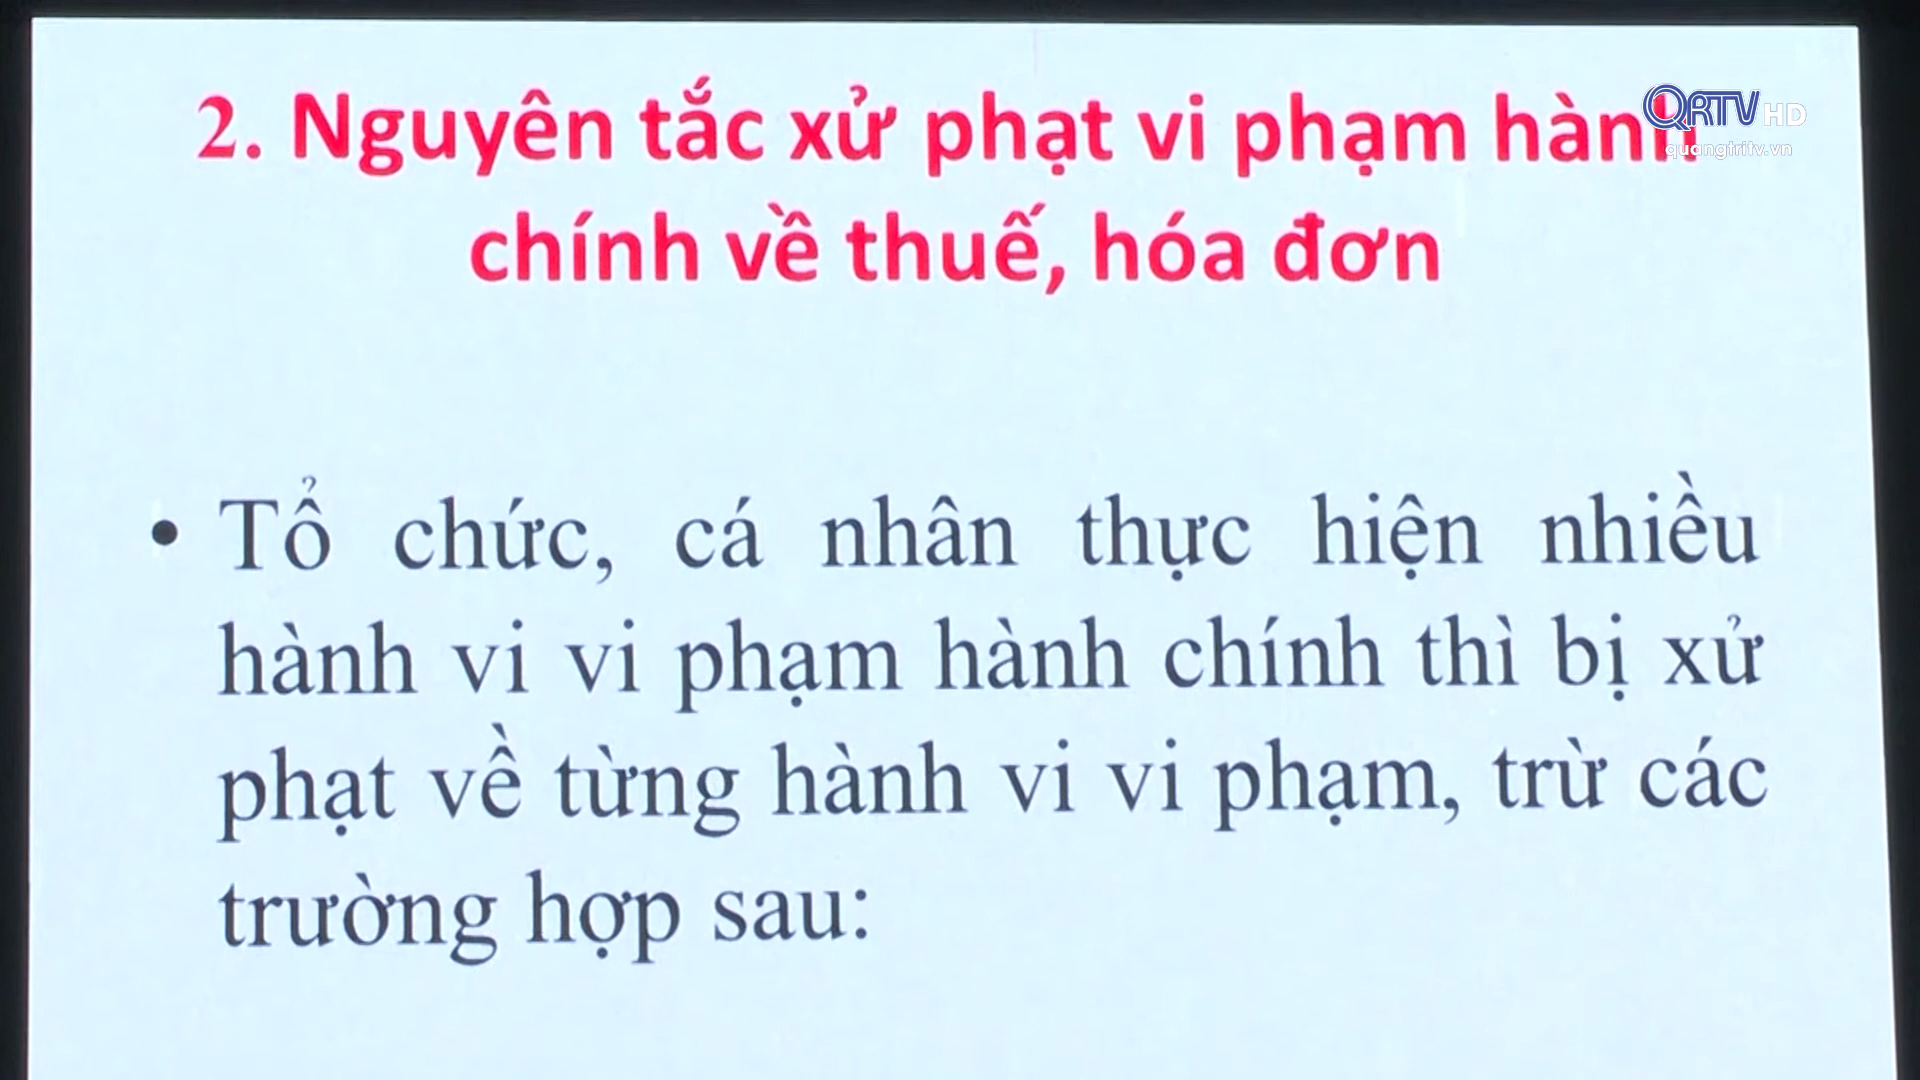 2. Nguyên tắc xử phạt vi phạm hành
chính về thuế, hóa đơn
QRTV HD
quangtritv.vn
• Tổ chức, cá nhân thực hiện nhiều
hành vi vi phạm hành chính thì bị xử
phạt về từng hành vi vi phạm, trừ các
trường hợp sau: